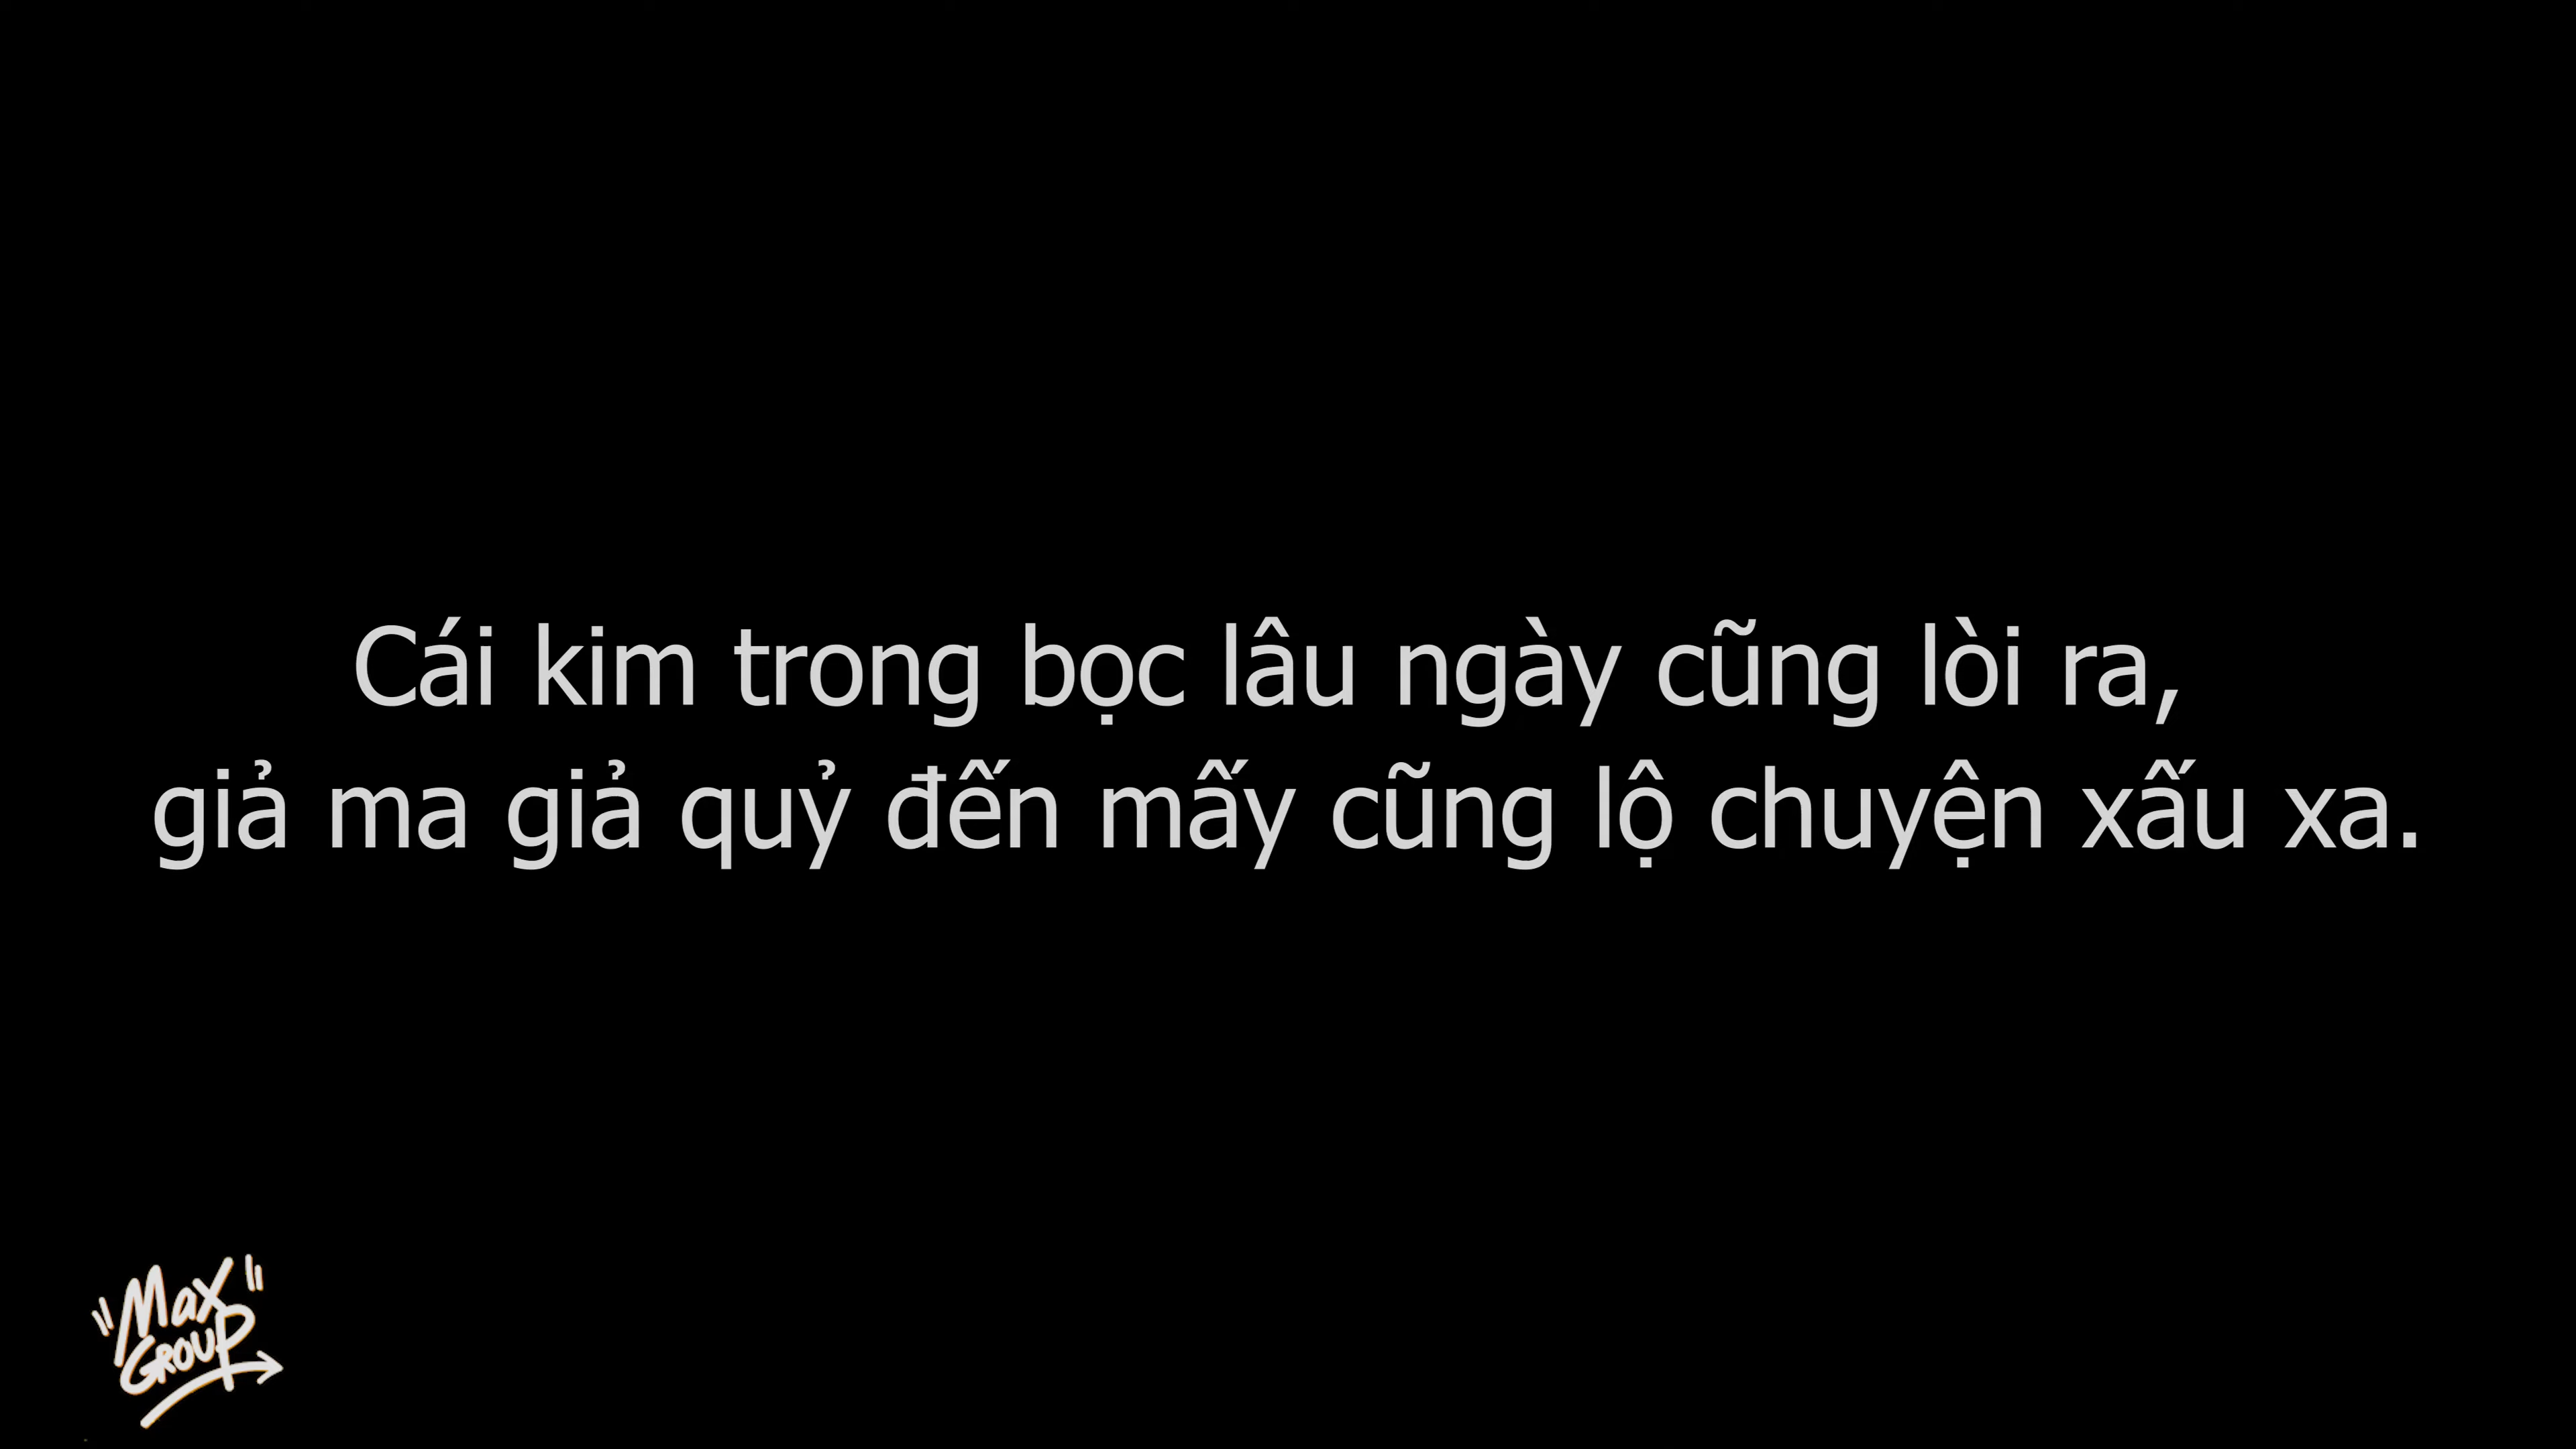 Cái kim trong bọc lâu ngày cũng lòi ra,
giả ma giả quỷ đến mấy cũng lộ chuyện xấu xa.
"Max
GROUP"